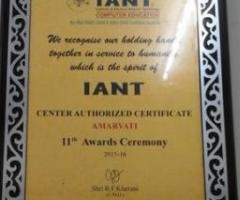 IANT
COMPUTER EDUCATION
We recognise our holding hands
together in service to humanity
which is the spirit of
IANT
CENTER AUTHORIZED CERTIFICATE
AMARVATI
11th Awards Ceremony
2015-16